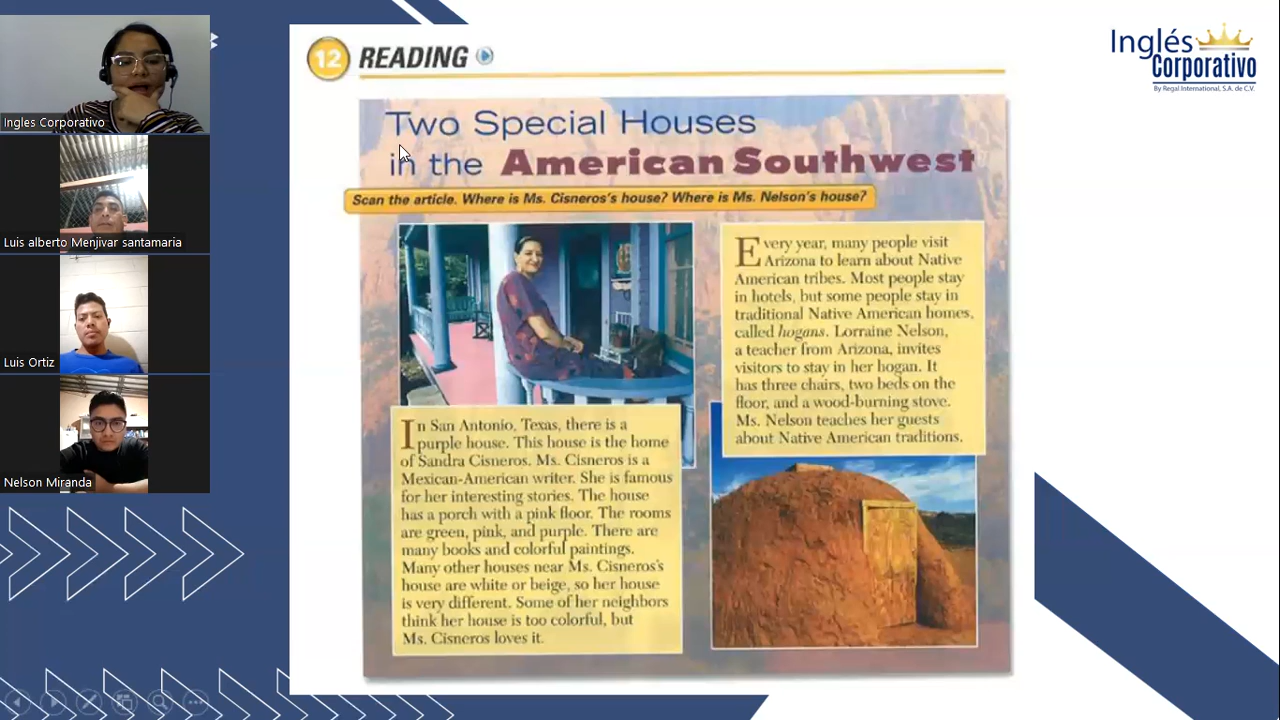 Ingles Corporativo
Luis alberto Menjivar santamaria
Luis Ortiz
Nelson Miranda
12 READING
Two Special Houses
in the American Southwest
Scan the article. Where is Ms. Cisneros's house? Where is Ms. Nelson's house?
In San Antonio, Texas, there is a
purple house. This house is the home
of Sandra Cisneros. Ms. Cisneros is a
Mexican-American writer. She is famous
for her interesting stories. The house
has a porch with a pink floor. The rooms
are green, pink, and purple. There are
many books and colorful paintings.
Many other houses near Ms. Cisneros's
house are white or beige, so her house
is very different. Some of her neighbors
think her house is too colorful, but
Ms. Cisneros loves it.
Every year, many people visit
Arizona to learn about Native
American tribes. Most people stay
in hotels, but some people stay in
traditional Native American homes,
called hogans. Lorraine Nelson,
a teacher from Arizona, invites
visitors to stay in her hogan. It
has three chairs, two beds on the
floor, and a wood-burning stove.
Ms. Nelson teaches her guests
about Native American traditions.
Inglés
Corporativo
By Regal International, S.A. de C.V.